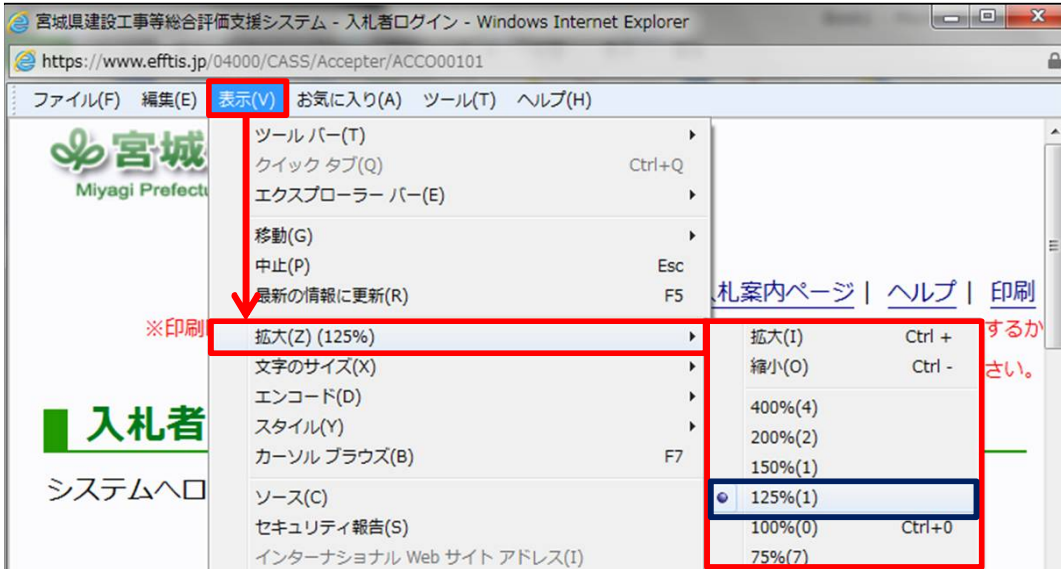 宮城県建設工事等総合評価支援システム - 入札者ログイン - Windows Internet Explorer
https://www.efftis.jp/04000/CASS/Accepter/ACCO00101
ファイル(F) 編集(E) 表示(V) お気に入り(A) ツール(T) ヘルプ(H)
宮城
Miyagi Prefectu
ツール バー(T)
クイック タブ(Q) Ctrl+Q
エクスプローラー バー(E)
移動(G)
中止(P) Esc
最新の情報に更新(R) F5
札案内ページ| ヘルプ| 印刷
※印刷
拡大(Z) (125%)
拡大(I) Ctrl +
するか
文字のサイズ(X)
縮小(O) Ctrl -
さい。
エンコード(D)
400%(4)
入札者
スタイル(Y)
200%(2)
カーソル ブラウズ(B) F7
150%(1)
システムへロ
ソース(C)
125%(1)
セキュリティ報告(S)
100%(0) Ctrl+0
インターナショナル Web サイト アドレス(I)
75%(7)